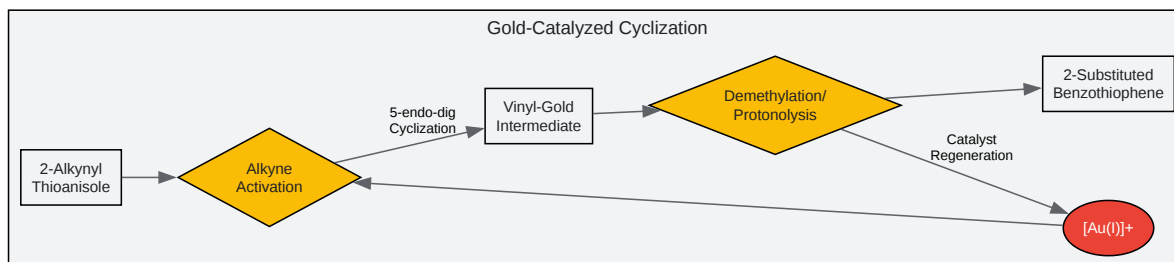 Gold-Catalyzed Cyclization
2-Alkynyl
Thioanisole
Alkyne
Activation
5-endo-dig
Cyclization
Vinyl-Gold
Intermediate
Demethylation/
Protonolysis
2-Substituted
Benzothiophene
Catalyst
Regeneration
[Au(I)]+